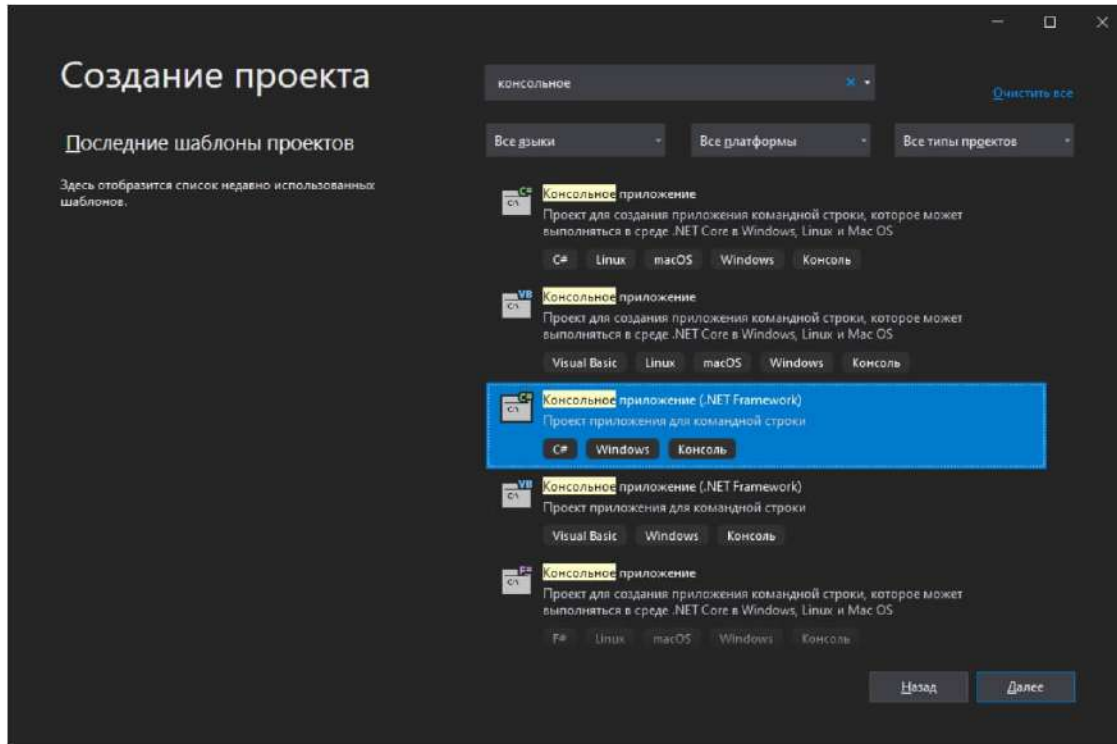 Создание проекта
консольное
Очистить все
Последние шаблоны проектов
Все языки
Все платформы
Все типы проектов
Здесь отобразится список недавно использованных
шаблонов.
C#
C:\
Консольное приложение
Проект для создания приложения командной строки, которое может
выполняться в среде .NET Core в Windows, Linux и Mac OS
C# Linux macOS Windows Консоль
VB
C:\
Консольное приложение
Проект для создания приложения командной строки, которое может
выполняться в среде .NET Core в Windows, Linux и Mac OS
Visual Basic Linux macOS Windows Консоль
C#
C:\
Консольное приложение (.NET Framework)
Проект приложения для командной строки
C# Windows Консоль
VB
C:\
Консольное приложение (.NET Framework)
Проект приложения для командной строки
Visual Basic Windows Консоль
F#
C:\
Консольное приложение
Проект для создания приложения командной строки, которое может
выполняться в среде .NET Core в Windows, Linux и Mac OS
F# Linux macOS Windows Консоль
Назад
Далее